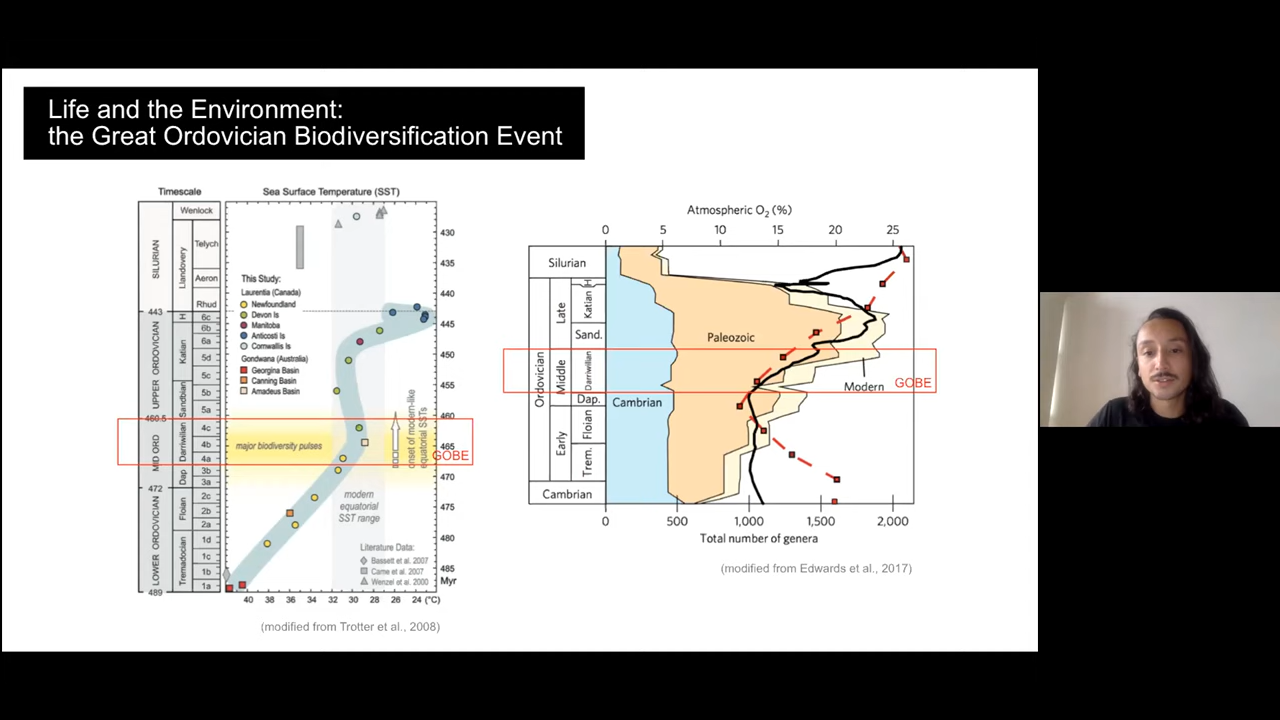 Life and the Environment:
the Great Ordovician Biodiversification Event
Timescale
Sea Surface Temperature (SST)
Wenlock
SILURIAN
Llandovery
Telych
Aeron
Rhud
443
UPPER ORDOVICIAN
H
6c
6b
Katian
6a
5d
5c
Sandbian
5b
5a
460.5
MID ORD
Darriwilian
4c
4b
4a
Dap
3b
3a
472
LOWER ORDOVICIAN
Floian
2c
2b
2a
Tremadocian
1d
1c
1b
1a
489
This Study:
Laurentia (Canada)
Newfoundland
Devon Is
Manitoba
Anticosti Is
Cornwallis Is
Gondwana (Australia)
Georgina Basin
Canning Basin
Amadeus Basin
major biodiversity pulses
onset of modern-like
equatorial SSTs
GOBE
modern
equatorial
SST range
Literature Data:
Bassett et al. 2007
Came et al. 2007
Wenzel et al. 2000
430
435
440
445
450
455
460
465
470
475
480
485
Myr
40 36 32 30 28 26 24 (°C)
(modified from Trotter et al., 2008)
Atmospheric O2 (%)
0 5 10 15 20 25
Silurian
Ordovician
Late
H
Katian
Sand.
Middle
Darriwilian
Dap.
Early
Floian
Trem.
Cambrian
Cambrian
Paleozoic
Modern
GOBE
0 500 1,000 1,500 2,000
Total number of genera
(modified from Edwards et al., 2017)